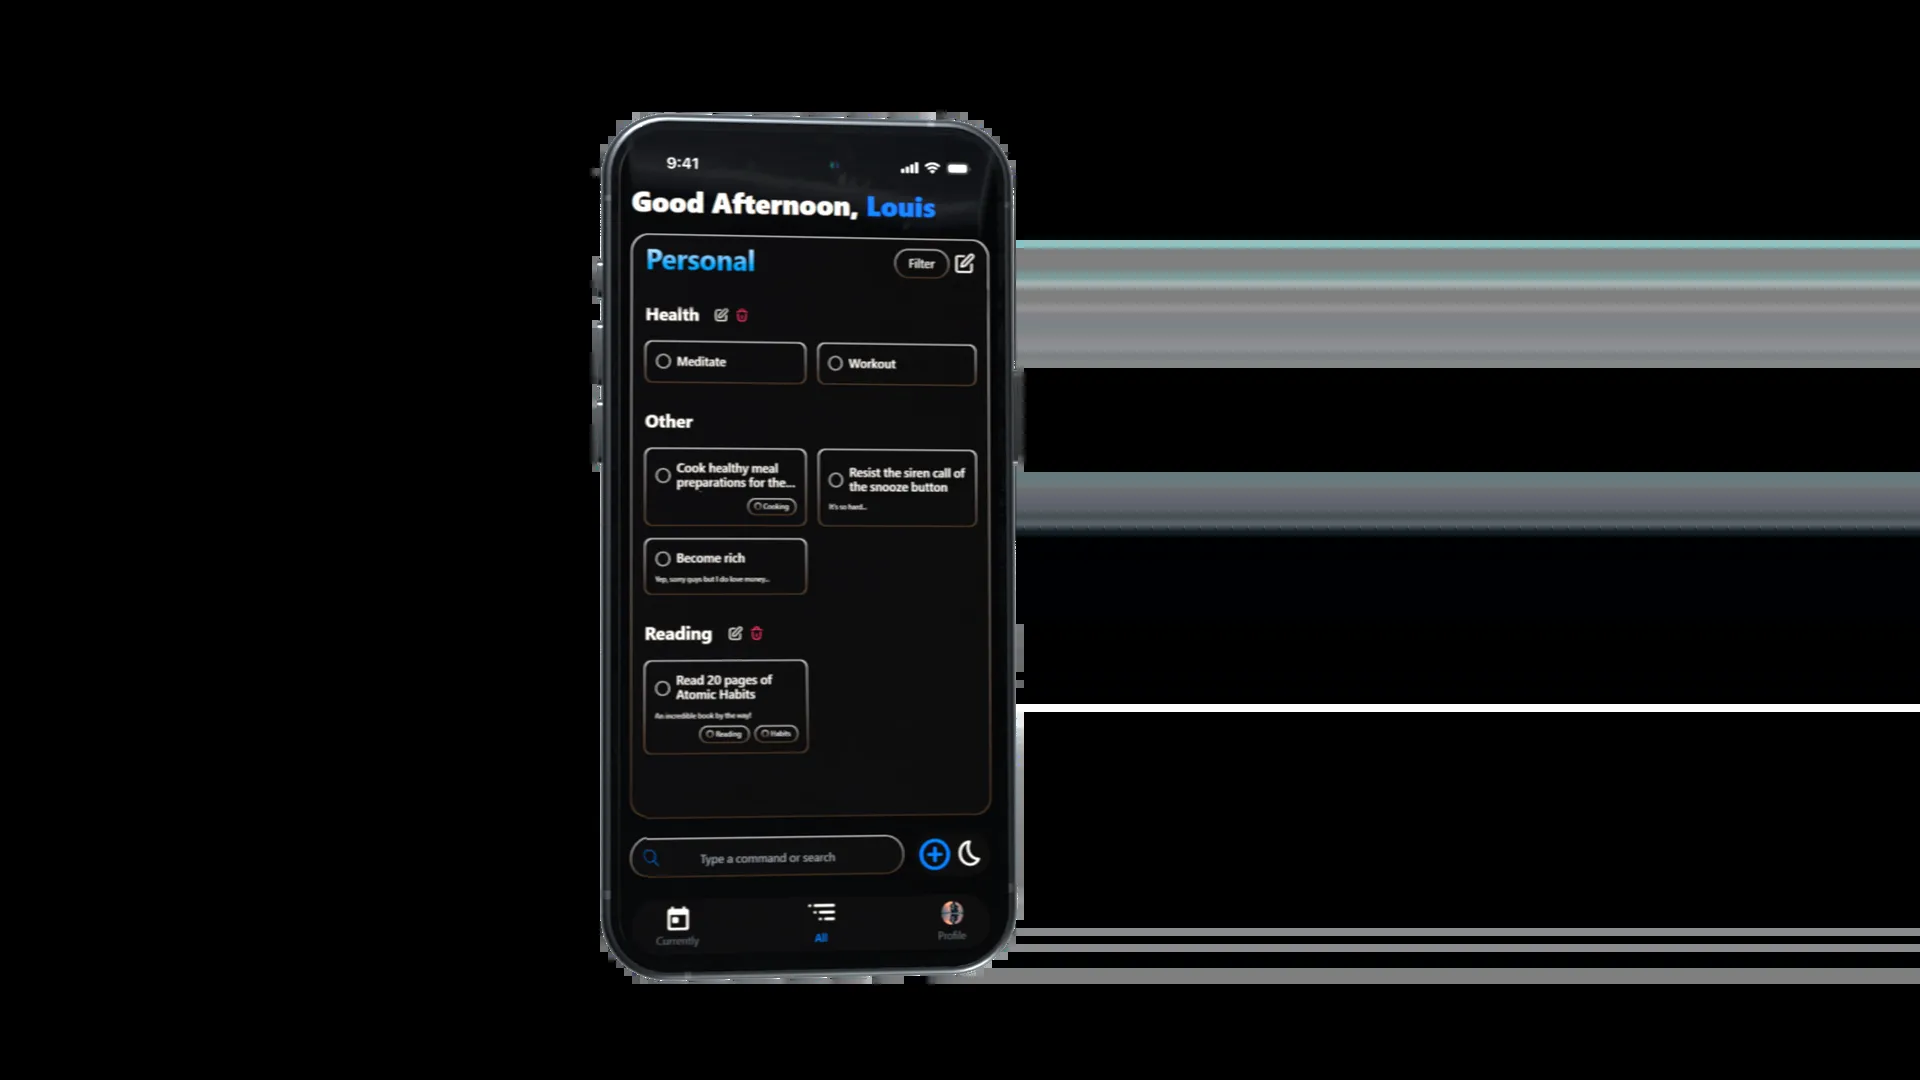 9:41
Good Afternoon, Louis
Personal
Filter
Health
Meditate
Workout
Other
Cook healthy meal
preparations for the...
Cooking
Resist the siren call of
the snooze button
It's so hard...
Become rich
Yep, sorry guys but I do love money...
Reading
Read 20 pages of
Atomic Habits
An incredible book by the way!
Reading
Habits
Type a command or search
Currently
All
Profile